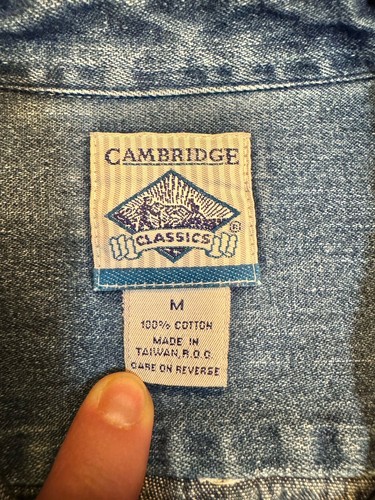 CAMBRIDGE
CLASSICS ®
M
100% COTTON
MADE IN
TAIWAN, R.O.C.
CARE ON REVERSE